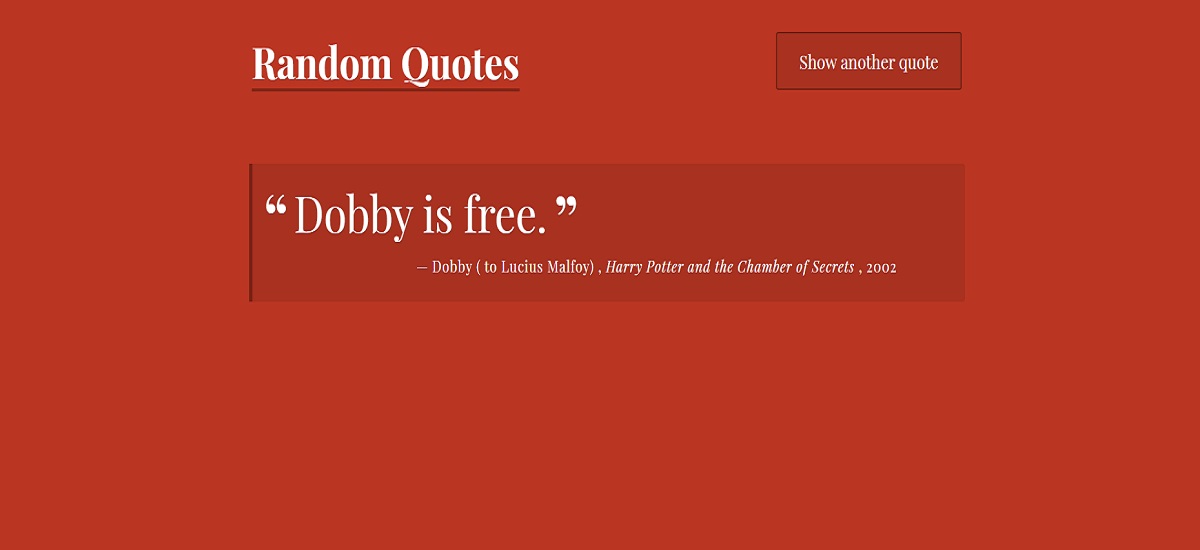 Random Quotes
Show another quote
“ Dobby is free. ”
— Dobby ( to Lucius Malfoy) , Harry Potter and the Chamber of Secrets , 2002